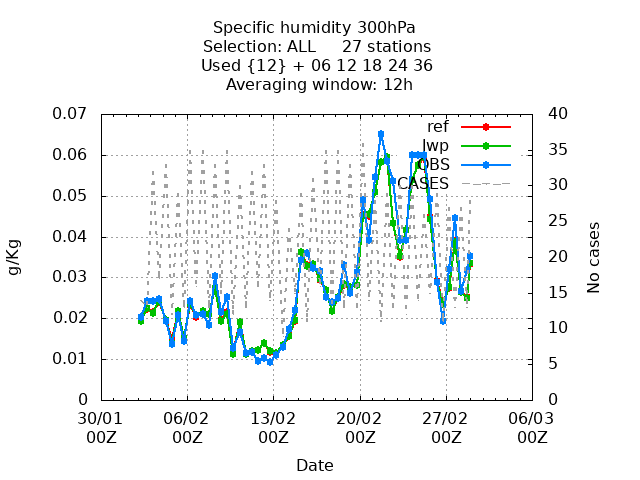 Specific humidity 300hPa
Selection: ALL 27 stations
Used {12} + 06 12 18 24 36
Averaging window: 12h
g/Kg
0.07
0.06
0.05
0.04
0.03
0.02
0.01
0
40
35
30
25
20
15
10
5
0
No cases
ref
lwp
OBS
CASES
30/01 06/02 13/02 20/02 27/02 06/03
00Z 00Z 00Z 00Z 00Z 00Z
Date